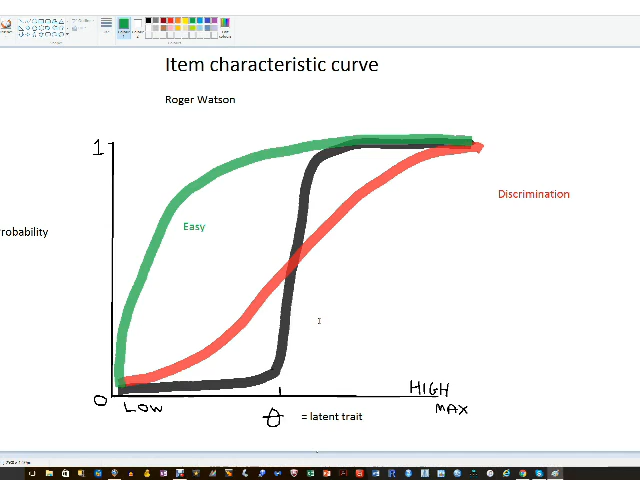 Item characteristic curve
Roger Watson
1
Discrimination
Easy
robability
HIGH
0
LOW
MAX
θ = latent trait